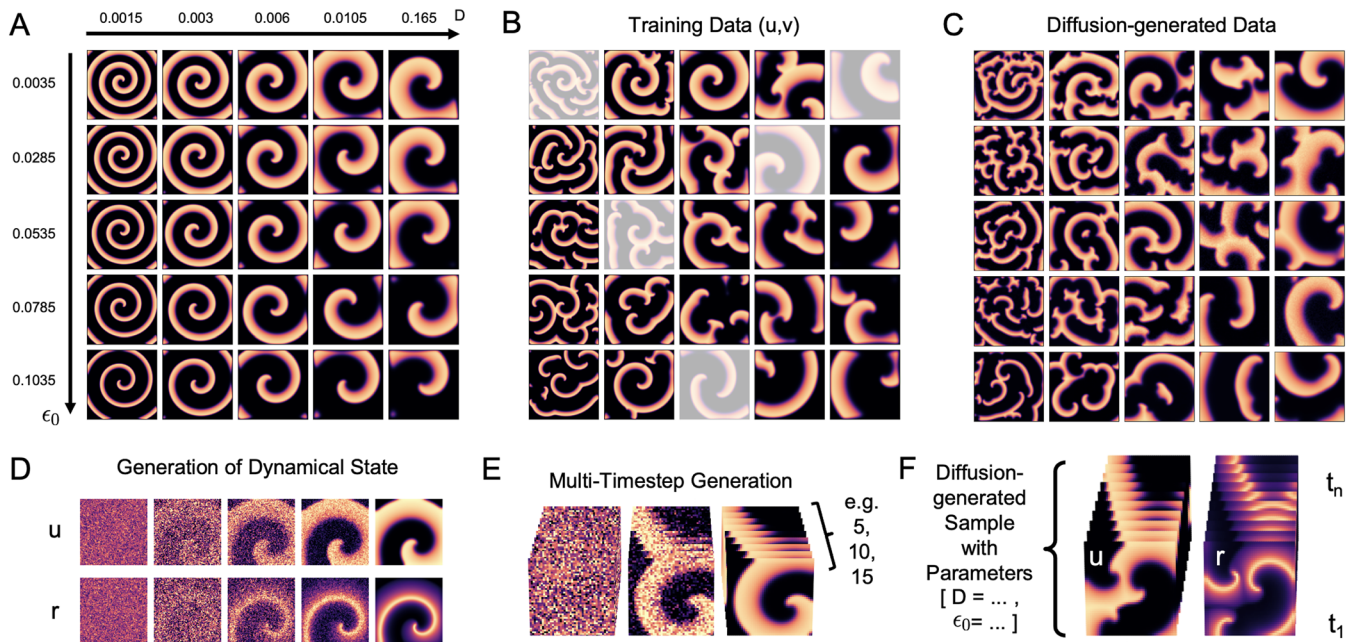 A
0.0015 0.003 0.006 0.0105 0.165 D
0.0035
0.0285
0.0535
0.0785
0.1035
ϵ₀
B
Training Data (u,v)
C
Diffusion-generated Data
D
Generation of Dynamical State
u
r
E
Multi-Timestep Generation
e.g.
5,
10,
15
F
Diffusion-
generated
Sample
with
Parameters
[ D = ... ,
ϵ₀= ... ]
u
r
tₙ
t₁